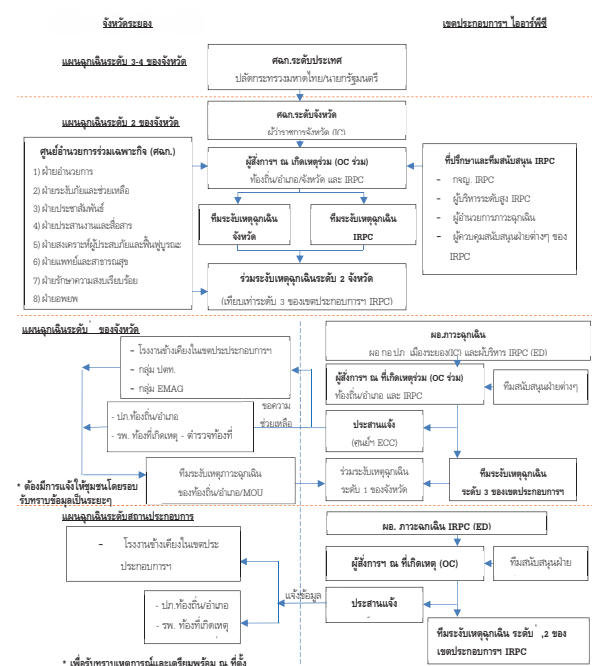 จังหวัดระยอง
เขตประกอบการฯ ไออาร์พีซี
แผนฉุกเฉินระดับ 3-4 ของจังหวัด
ศฉก.ระดับประเทศ
ปลัดกระทรวงมหาดไทย/นายกรัฐมนตรี
แผนฉุกเฉินระดับ 2 ของจังหวัด
ศฉก.ระดับจังหวัด
ผู้ว่าราชการจังหวัด (IC)
ศูนย์อำนวยการร่วมเฉพาะกิจ (ศฉก.)
1) ฝ่ายอำนวยการ
2) ฝ่ายระงับภัยและช่วยเหลือ
3) ฝ่ายประชาสัมพันธ์
4) ฝ่ายประสานงานและสื่อสาร
5) ฝ่ายสงเคราะห์ผู้ประสบภัยและฟื้นฟูบูรณะ
6) ฝ่ายแพทย์และสาธารณสุข
7) ฝ่ายรักษาความสงบเรียบร้อย
8) ฝ่ายอพยพ
ผู้สั่งการฯ ณ เกิดเหตุร่วม (OC ร่วม)
ท้องถิ่น/อำเภอ/จังหวัด และ IRPC
ที่ปรึกษาและทีมสนับสนุน IRPC
- กจญ. IRPC
- ผู้บริหารระดับสูง IRPC
- ผู้อำนวยการภาวะฉุกเฉิน
- ผู้ควบคุมสนับสนุนฝ่ายต่างๆ ของ
IRPC
ทีมระงับเหตุฉุกเฉิน
จังหวัด
ทีมระงับเหตุฉุกเฉิน
IRPC
ร่วมระงับเหตุฉุกเฉินระดับ 2 จังหวัด
(เทียบเท่าระดับ 3 ของเขตประกอบการฯ IRPC)
แผนฉุกเฉินระดับ ของจังหวัด
- โรงงานข้างเคียงในเขตประประกอบการฯ
- กลุ่ม ปตท.
- กลุ่ม EMAG
- ปภ.ท้องถิ่น/อำเภอ
- รพ. ท้องที่เกิดเหตุ - ตำรวจท้องที่
ขอความ
ช่วยเหลือ
ผอ.ภาวะฉุกเฉิน
ผอ กอ ปภ เมืองระยอง(IC) และผู้บริหาร IRPC (ED)
ผู้สั่งการฯ ณ ที่เกิดเหตุร่วม (OC ร่วม)
ท้องถิ่น/อำเภอ และ IRPC
ทีมสนับสนุนฝ่ายต่างๆ
ประสานแจ้ง
(ศูนย์ฯ ECC)
ทีมระงับเหตุภาวะฉุกเฉิน
ของท้องถิ่น/อำเภอ/MOU
ร่วมระงับเหตุฉุกเฉิน
ระดับ 1 ของจังหวัด
ทีมระงับเหตุฉุกเฉิน
ระดับ 3 ของเขตประกอบการฯ
* ต้องมีการแจ้งให้ชุมชนโดยรอบ
รับทราบข้อมูลเป็นระยะๆ
แผนฉุกเฉินระดับสถานประกอบการ
- โรงงานข้างเคียงในเขตประ
ประกอบการฯ
- ปภ.ท้องถิ่น/อำเภอ
- รพ. ท้องที่เกิดเหตุ
แจ้งข้อมูล
ผอ. ภาวะฉุกเฉิน IRPC (ED)
ผู้สั่งการฯ ณ ที่เกิดเหตุ (OC)
ทีมสนับสนุนฝ่าย
ประสานแจ้ง
ทีมระงับเหตุฉุกเฉิน ระดับ ,2 ของ
เขตประกอบการฯ IRPC
* เพื่อรับทราบเหตุการณ์และเตรียมพร้อม ณ ที่ตั้ง